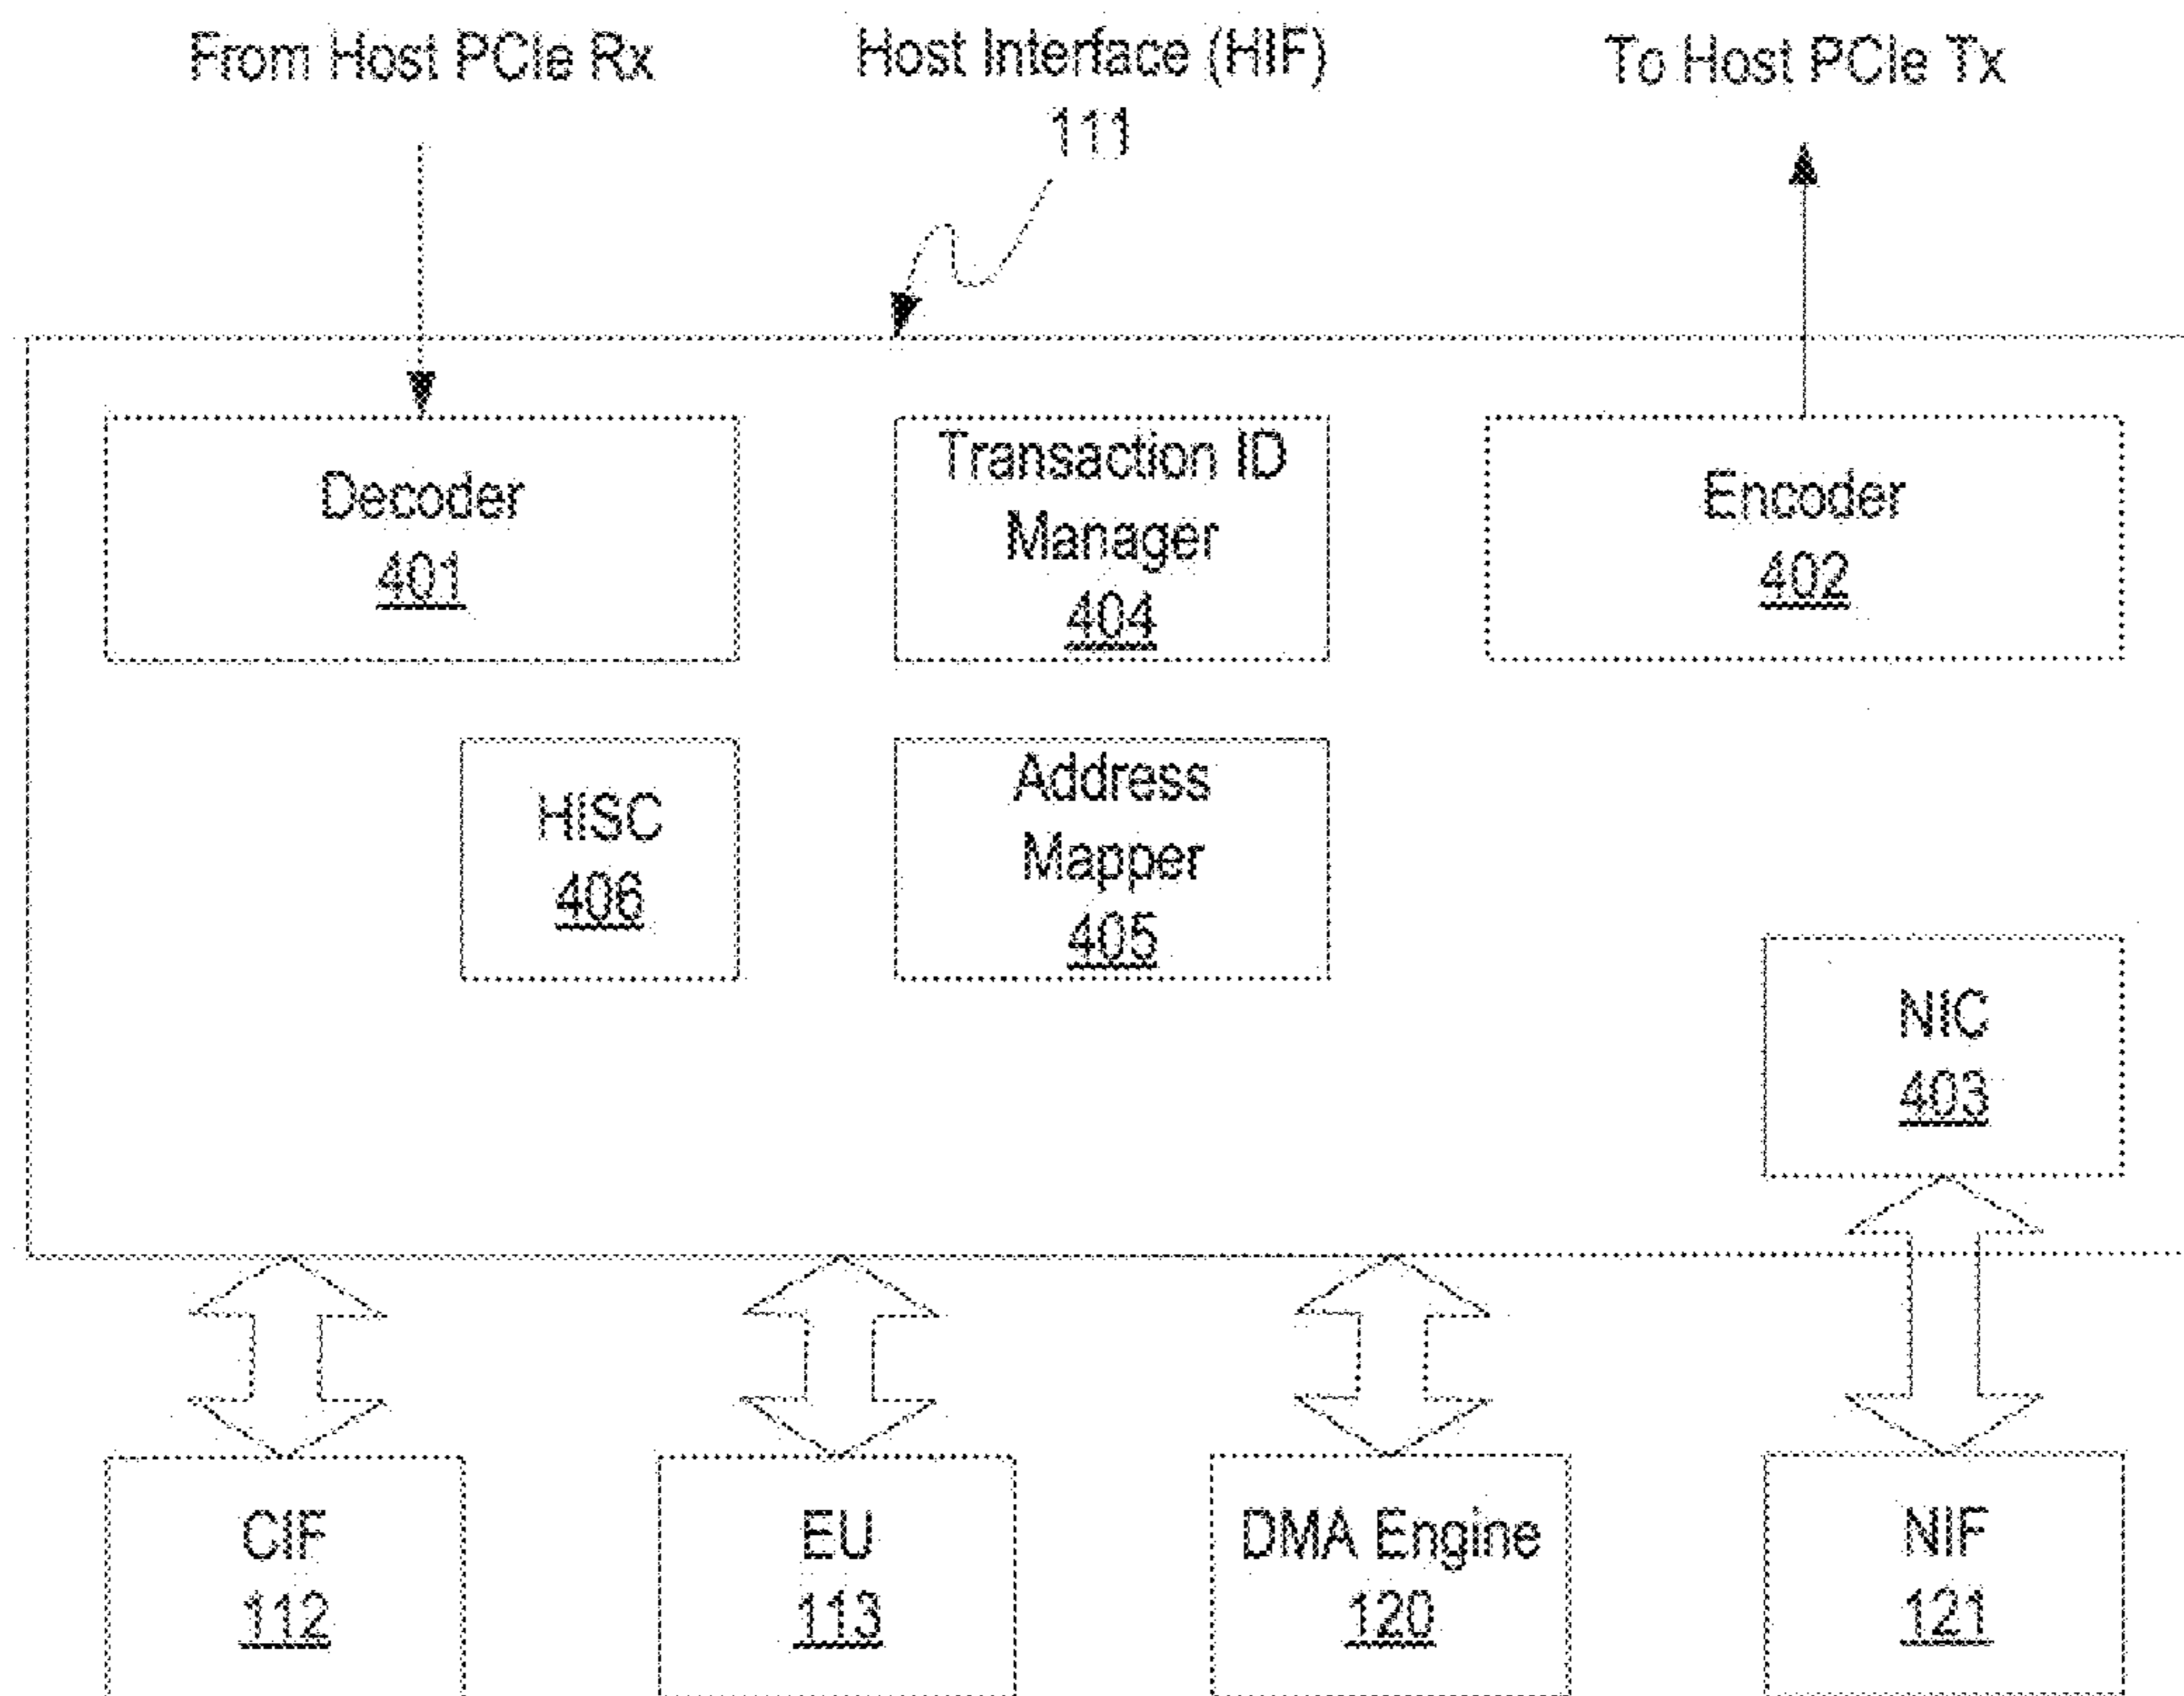 From Host PCIe Rx
Host Interface (HIF)
111
To Host PCIe Tx
Decoder
401
Transaction ID
Manager
404
Encoder
402
HISC
406
Address
Mapper
405
NIC
403
CIF
112
EU
113
DMA Engine
120
NIF
121